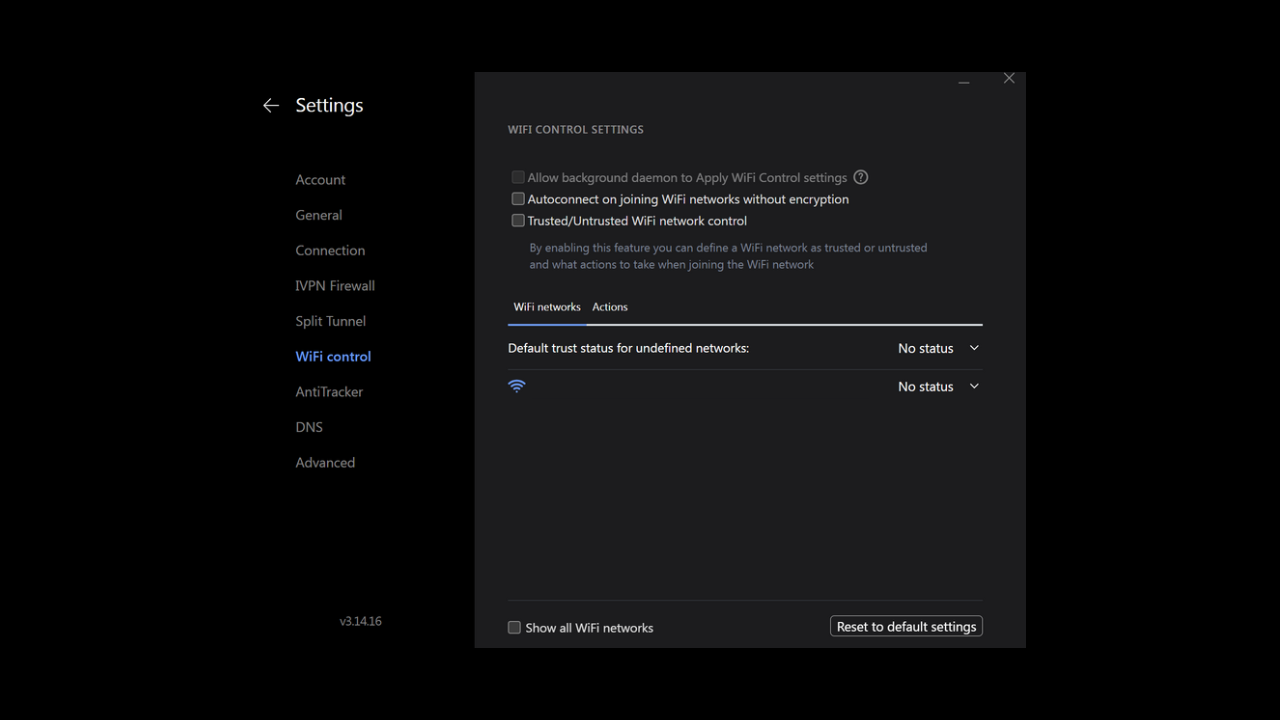 Settings
Account
General
Connection
IVPN Firewall
Split Tunnel
WiFi control
AntiTracker
DNS
Advanced
v3.14.16
WIFI CONTROL SETTINGS
Allow background daemon to Apply WiFi Control settings ?
Autoconnect on joining WiFi networks without encryption
Trusted/Untrusted WiFi network control
By enabling this feature you can define a WiFi network as trusted or untrusted
and what actions to take when joining the WiFi network
WiFi networks Actions
Default trust status for undefined networks: No status
No status
Show all WiFi networks Reset to default settings